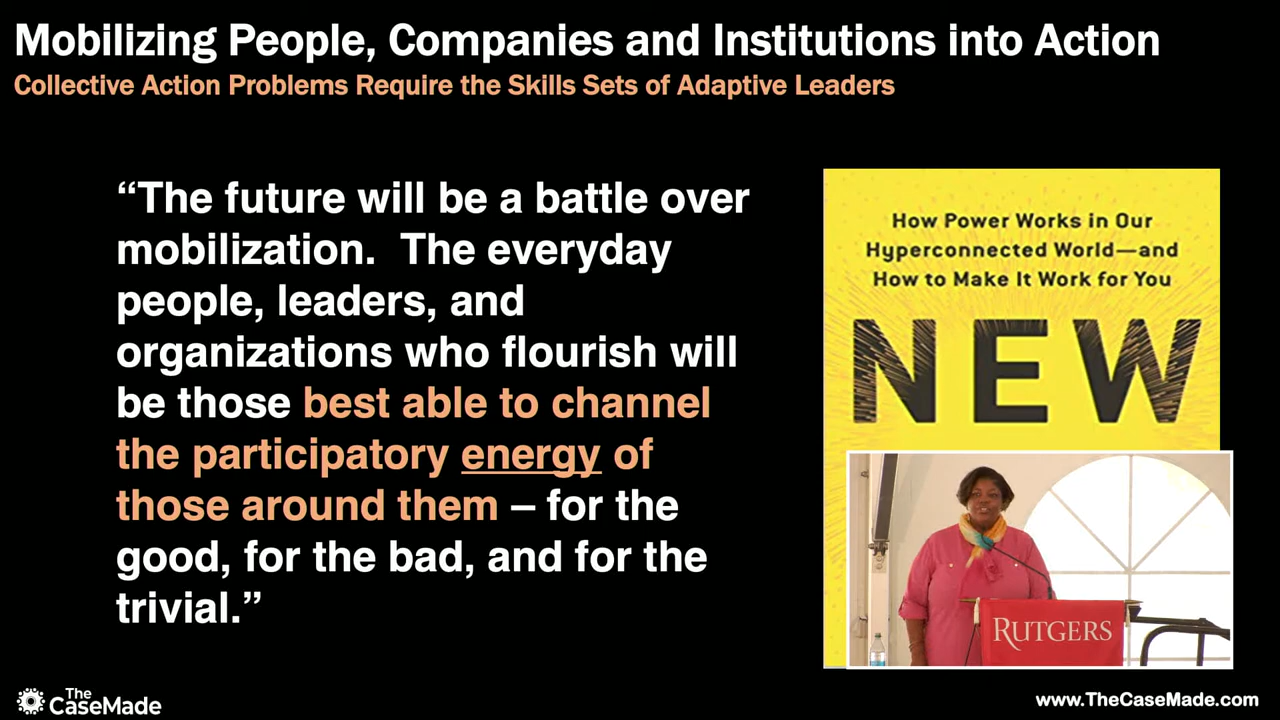 Mobilizing People, Companies and Institutions into Action
Collective Action Problems Require the Skills Sets of Adaptive Leaders
“The future will be a battle over
mobilization.  The everyday
people, leaders, and
organizations who flourish will
be those best able to channel
the participatory energy of
those around them – for the
good, for the bad, and for the
trivial.”
How Power Works in Our
Hyperconnected World—and
How to Make It Work for You
NEW
RUTGERS
The
CaseMade
www.TheCaseMade.com